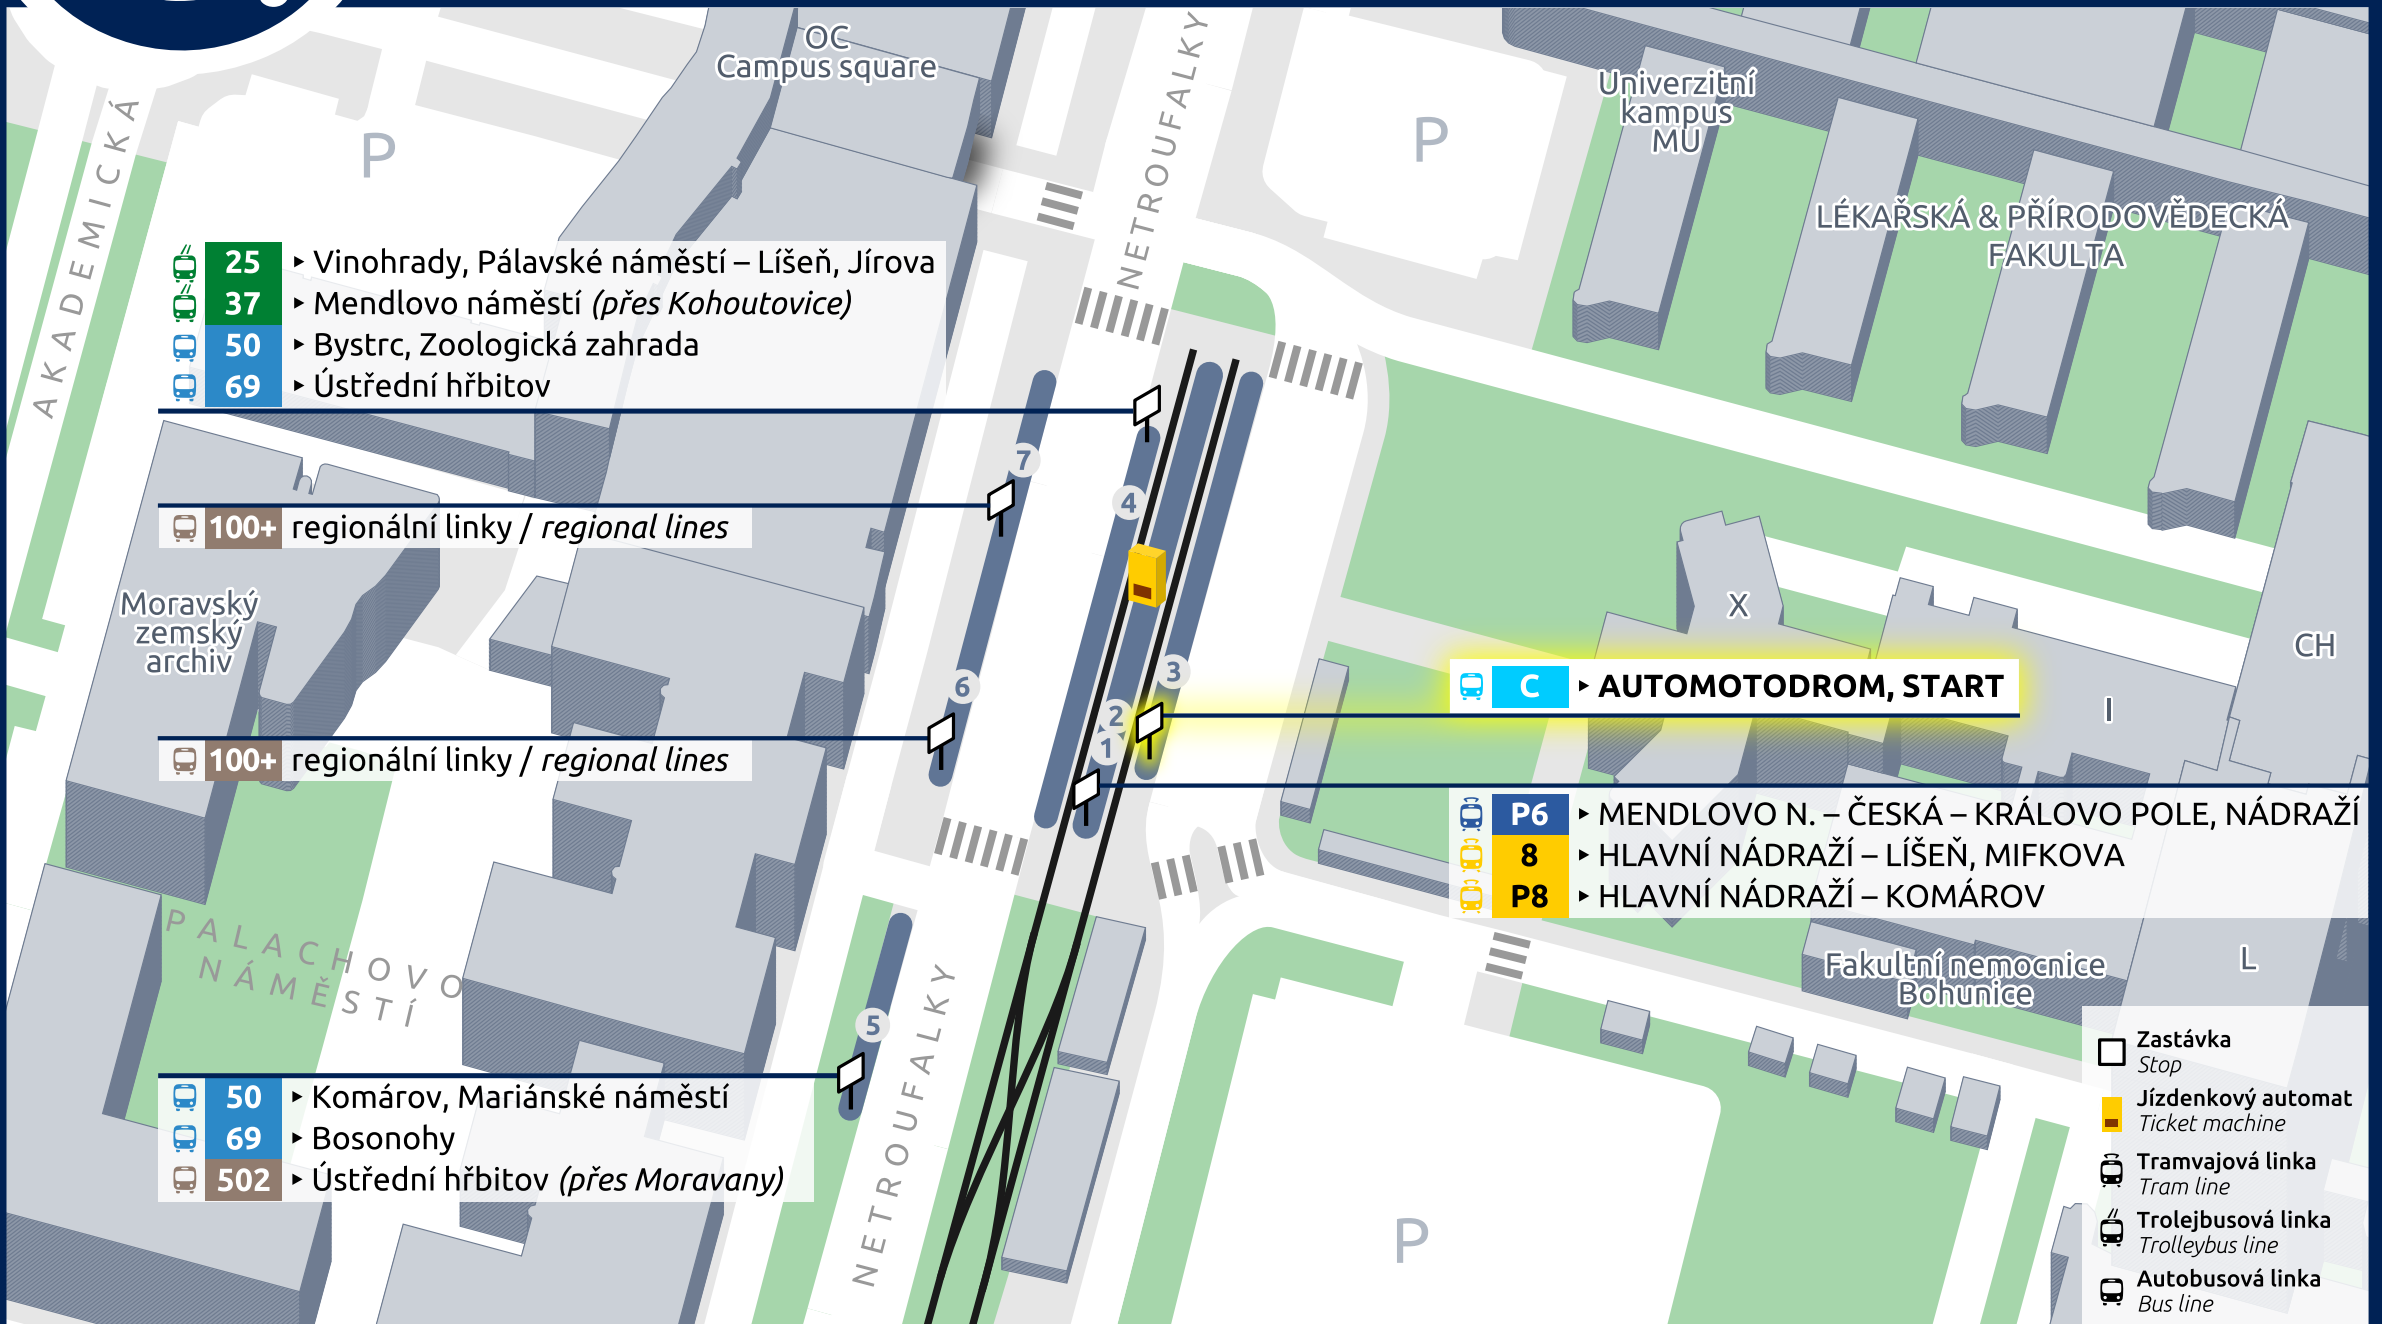 OC
Campus square
NETROUFALKY
AKADEMICKÁ
P
P
Univerzitní
kampus
MU
LÉKAŘSKÁ & PŘÍRODOVĚDECKÁ
FAKULTA
25 ▸ Vinohrady, Pálavské náměstí – Líšeň, Jírova
37 ▸ Mendlovo náměstí (přes Kohoutovice)
50 ▸ Bystrc, Zoologická zahrada
69 ▸ Ústřední hřbitov
7
4
100+ regionální linky / regional lines
Moravský
zemský
archiv
X
CH
I
6
3
2
1
C ▸ AUTOMOTODROM, START
100+ regionální linky / regional lines
P6 ▸ MENDLOVO N. – ČESKÁ – KRÁLOVO POLE, NÁDRAŽÍ
8 ▸ HLAVNÍ NÁDRAŽÍ – LÍŠEŇ, MIFKOVA
P8 ▸ HLAVNÍ NÁDRAŽÍ – KOMÁROV
PALACHOVO
NÁMĚSTÍ
Fakultní nemocnice
Bohunice
L
5
NETROUFALKY
50 ▸ Komárov, Mariánské náměstí
69 ▸ Bosonohy
502 ▸ Ústřední hřbitov (přes Moravany)
P
Zastávka
Stop
Jízdenkový automat
Ticket machine
Tramvajová linka
Tram line
Trolejbusová linka
Trolleybus line
Autobusová linka
Bus line